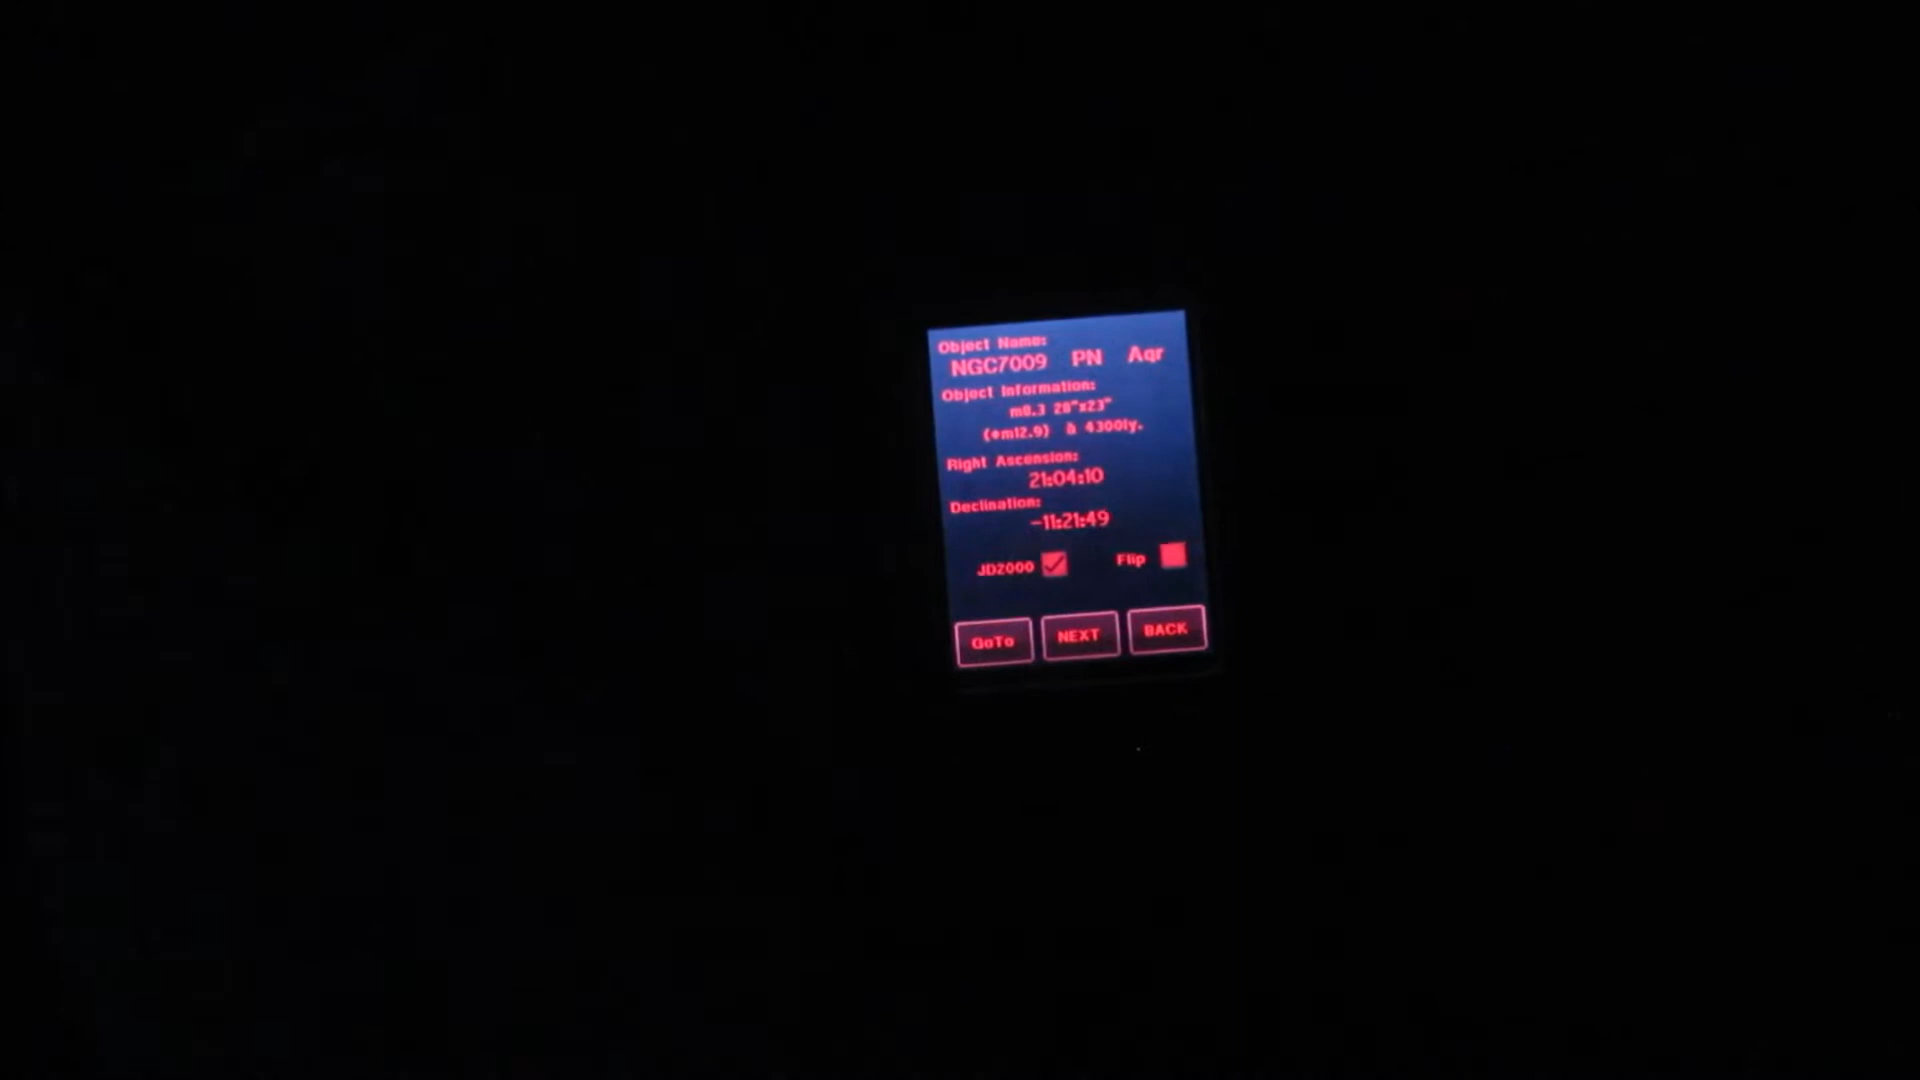 Object Name:
NGC7009 PN Aqr
Object Information:
m8.3 28"x23"
(*m12.9) à 4300ly.
Right Ascension:
21:04:10
Declination:
-11:21:49
JD2000 Flip
GoTo NEXT BACK